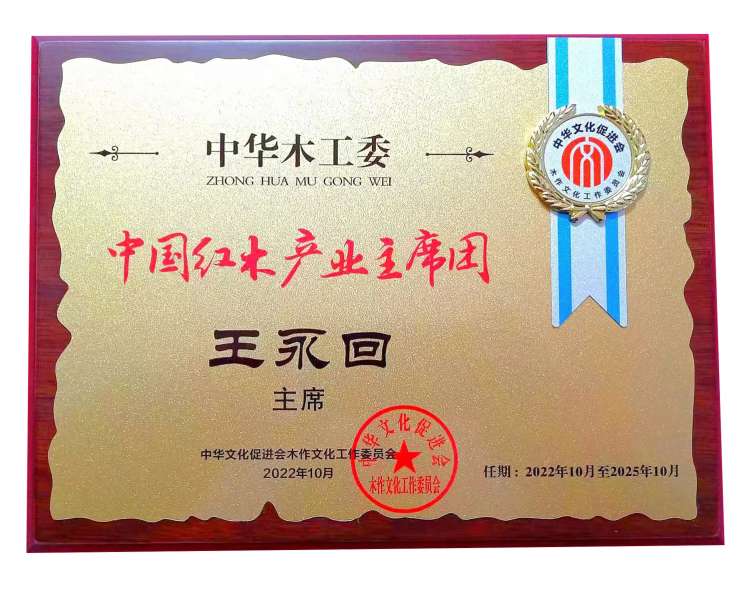 中华木工委
ZHONG HUA MU GONG WEI
中华文化促进会
木作文化工作委员会
中国红木产业主席团
王永回
主席
中华文化促进会木作文化工作委员会
2022年10月
中华文化促进会
木作文化工作委员会
任期：2022年10月至2025年10月